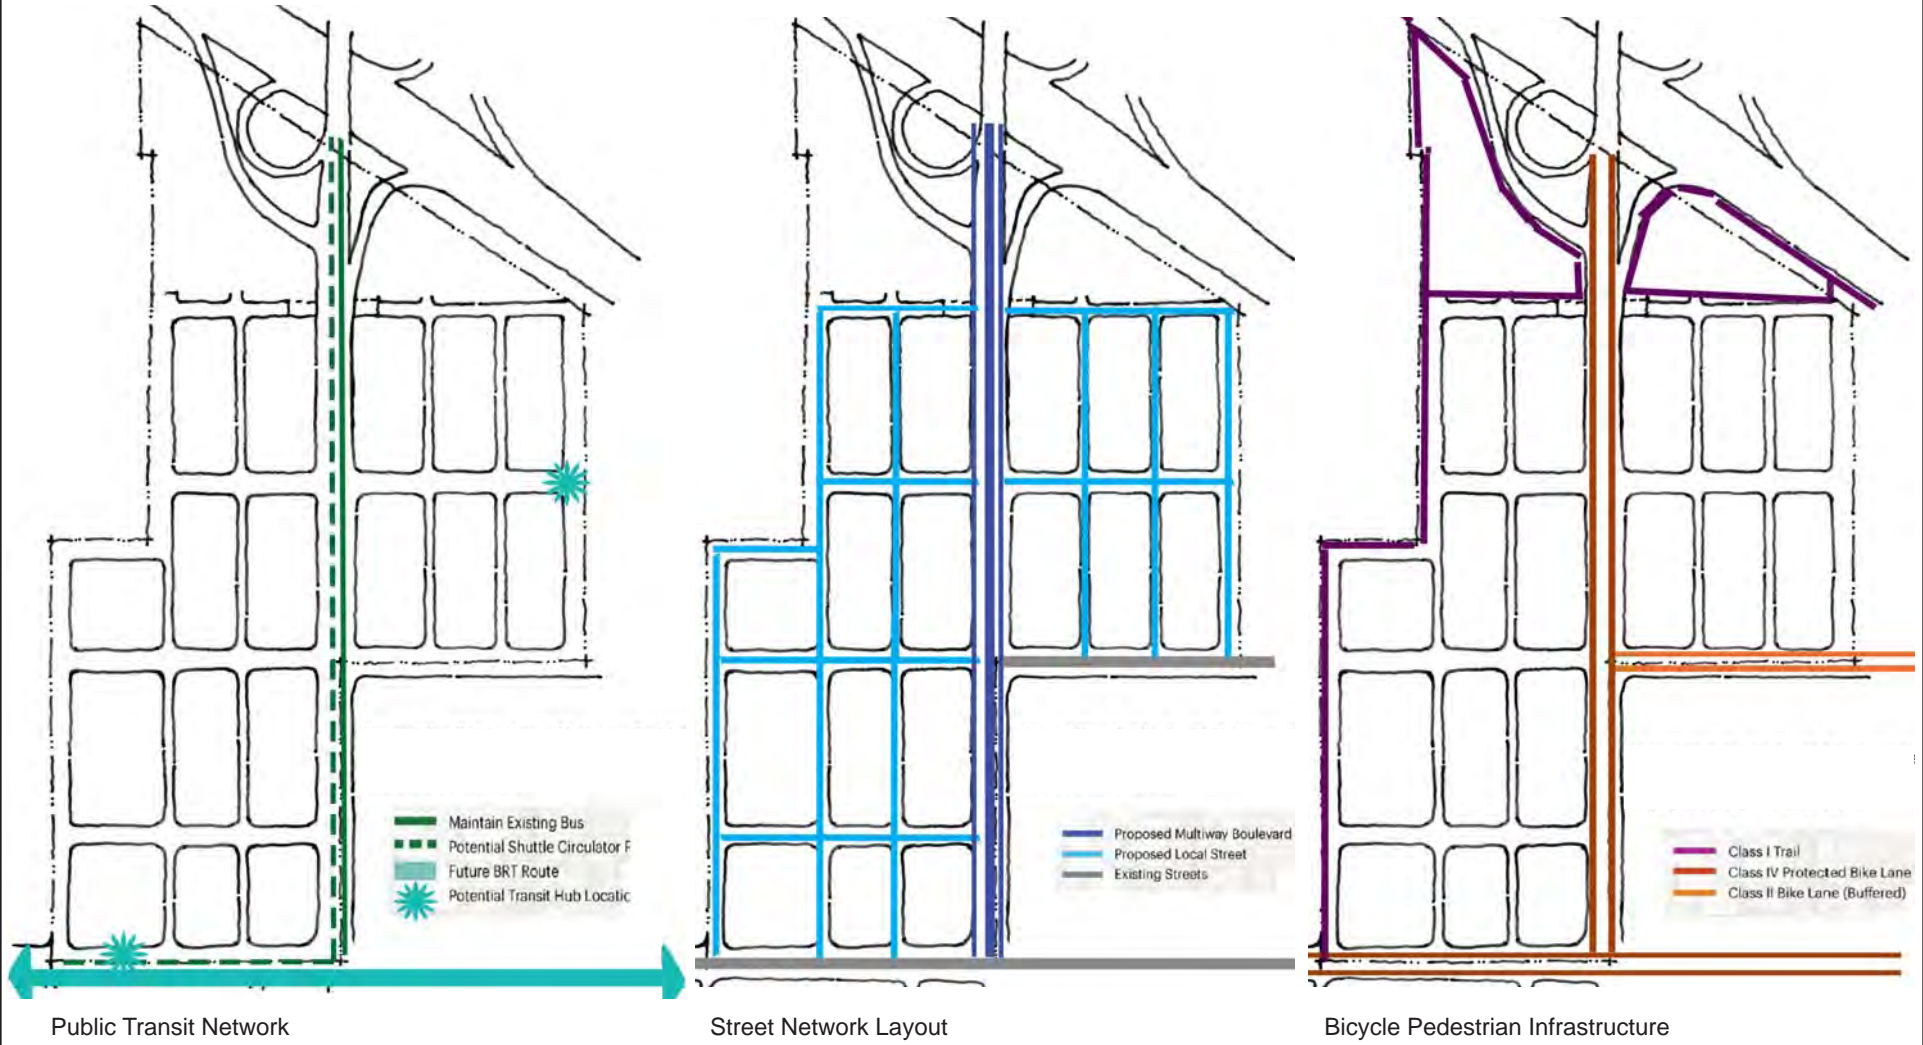 Maintain Existing Bus
Potential Shuttle Circulator F
Future BRT Route
Potential Transit Hub Locatic
Public Transit Network
Proposed Multiway Boulevard
Proposed Local Street
Existing Streets
Street Network Layout
Class I Trail
Class IV Protected Bike Lane
Class II Bike Lane (Buffered)
Bicycle Pedestrian Infrastructure